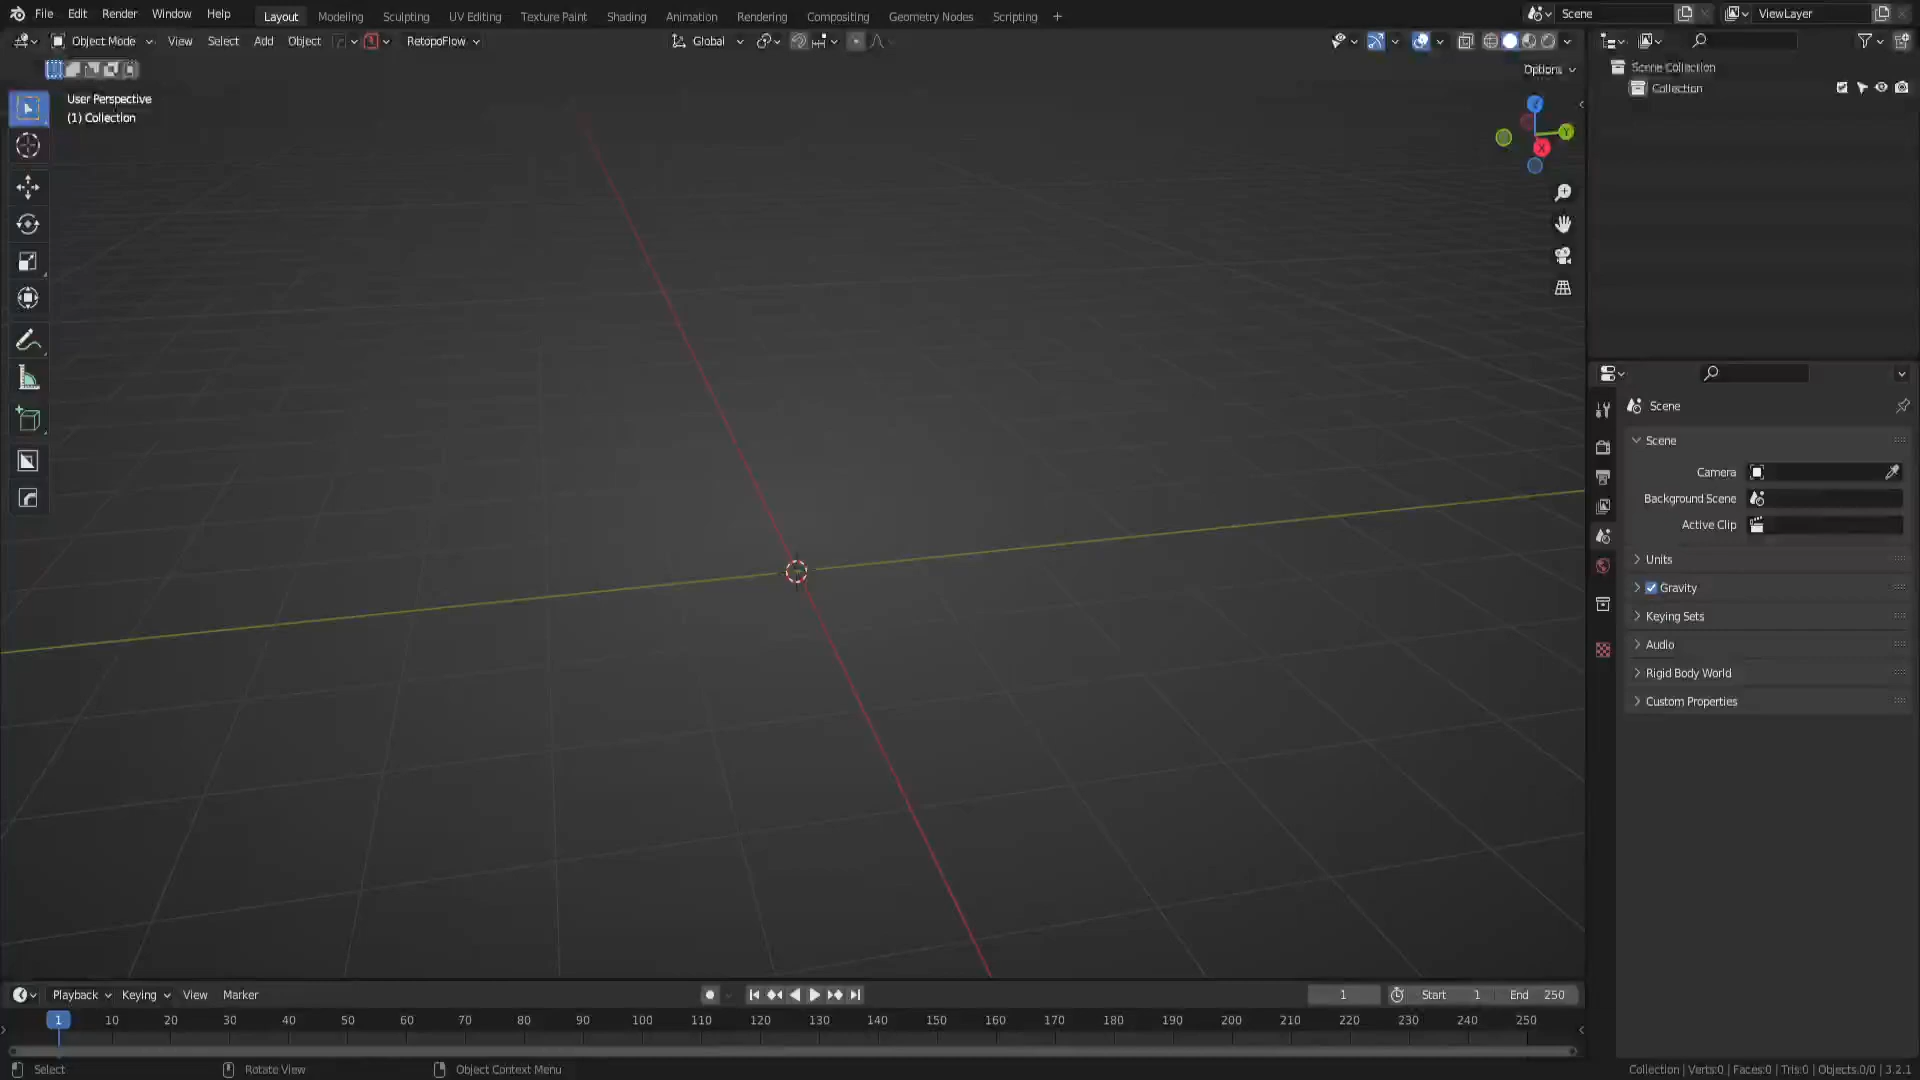 File Edit Render Window Help Layout Modeling Sculpting UV Editing Texture Paint Shading Animation Rendering Compositing Geometry Nodes Scripting + Scene ViewLayer
Object Mode View Select Add Object RetopoFlow Global
Options
User Perspective
(1) Collection
Z
Y
X
Scene Collection
Collection
Scene
Scene
Camera
Background Scene
Active Clip
Units
Gravity
Keying Sets
Audio
Rigid Body World
Custom Properties
Playback Keying View Marker 1 Start 1 End 250
1 10 20 30 40 50 60 70 80 90 100 110 120 130 140 150 160 170 180 190 200 210 220 230 240 250
Select Rotate View Object Context Menu Collection | Verts:0 | Faces:0 | Tris:0 | Objects:0/0 | 3.2.1